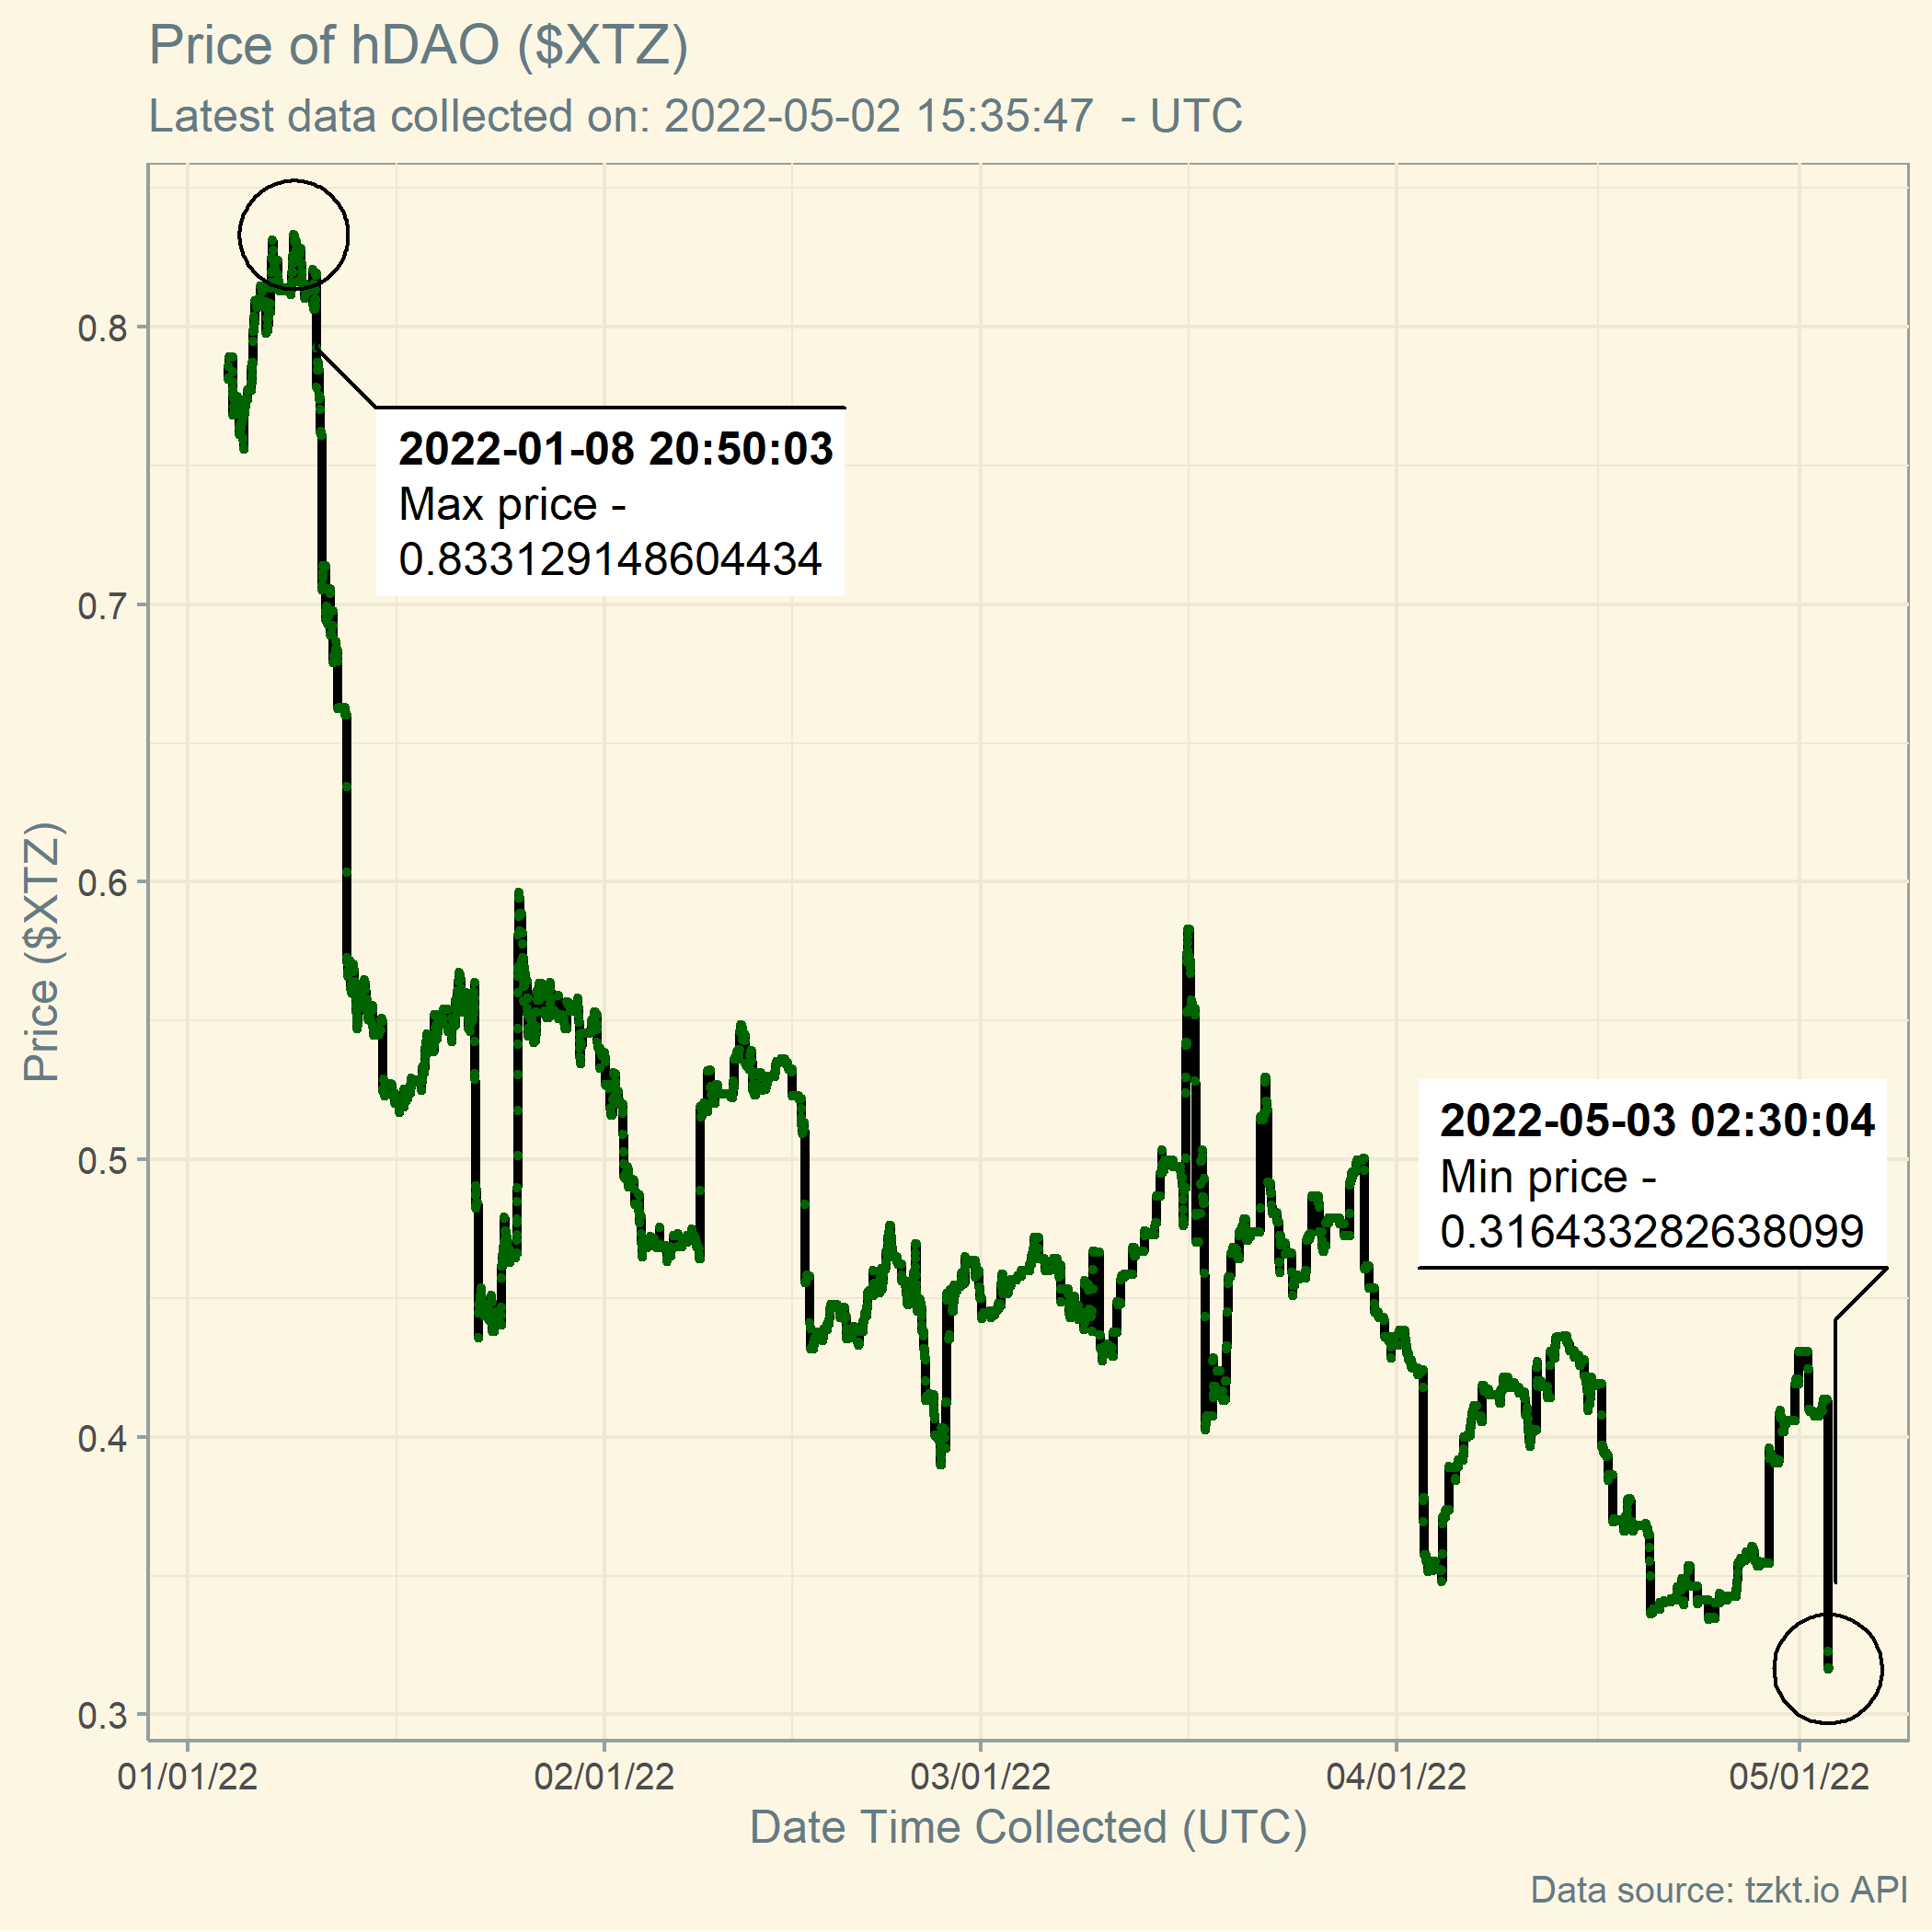 Price of hDAO ($XTZ)
Latest data collected on: 2022-05-02 15:35:47  - UTC
Price ($XTZ)
0.8
0.7
0.6
0.5
0.4
0.3
2022-01-08 20:50:03
Max price -
0.833129148604434
2022-05-03 02:30:04
Min price -
0.316433282638099
01/01/22
02/01/22
03/01/22
04/01/22
05/01/22
Date Time Collected (UTC)
Data source: tzkt.io API